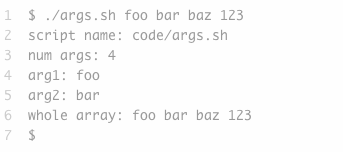 1 $ ./args.sh foo bar baz 123
2 script name: code/args.sh
3 num args: 4
4 arg1: foo
5 arg2: bar
6 whole array: foo bar baz 123
7 $